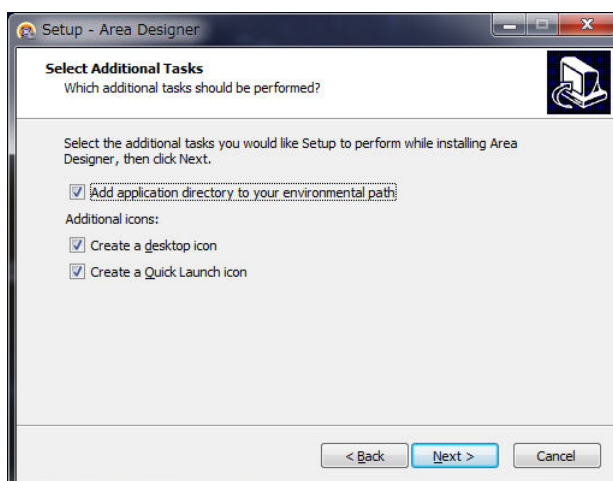 Setup - Area Designer
Select Additional Tasks
Which additional tasks should be performed?
Select the additional tasks you would like Setup to perform while installing Area
Designer, then click Next.
Add application directory to your environmental path
Additional icons:
Create a desktop icon
Create a Quick Launch icon
< Back Next > Cancel